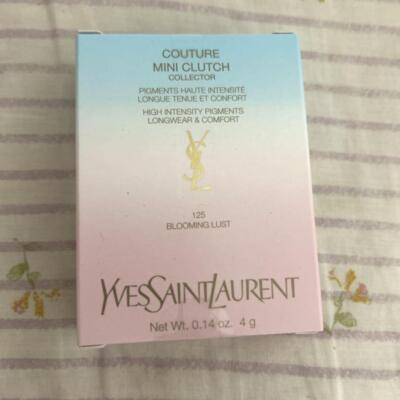 COUTURE
MINI CLUTCH
COLLECTOR
PIGMENTS HAUTE INTENSITÉ
LONGUE TENUE ET CONFORT
HIGH INTENSITY PIGMENTS
LONGWEAR & COMFORT
YSL
125
BLOOMING LUST
YVESSAINTLAURENT
Net Wt. 0.14 oz. 4 g